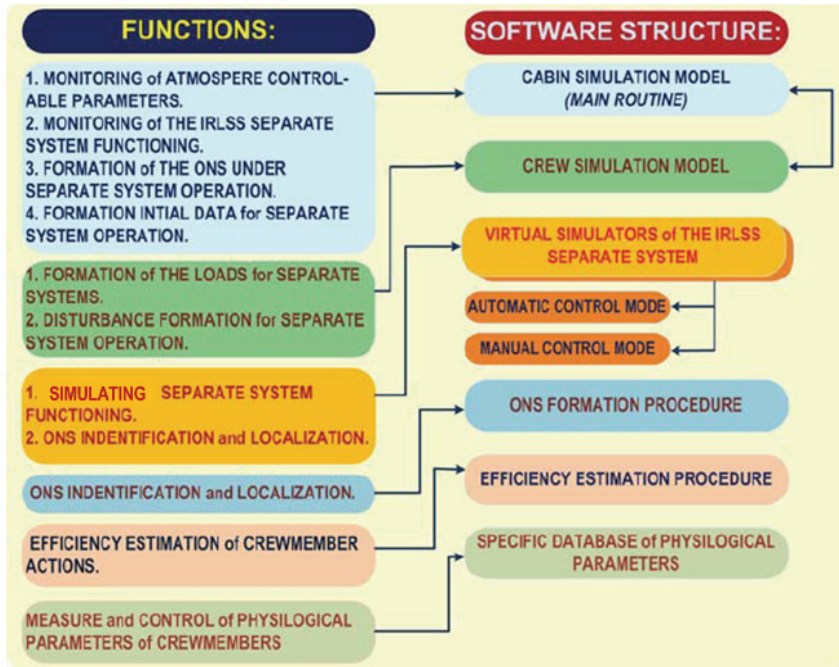 FUNCTIONS:
1. MONITORING of ATMOSPERE CONTROL-
ABLE PARAMETERS.
2. MONITORING of THE IRLSS SEPARATE
SYSTEM FUNCTIONING.
3. FORMATION of THE ONS UNDER
SEPARATE SYSTEM OPERATION.
4. FORMATION INTIAL DATA for SEPARATE
SYSTEM OPERATION.
1. FORMATION of THE LOADS for SEPARATE
SYSTEMS.
2. DISTURBANCE FORMATION for SEPARATE
SYSTEM OPERATION.
1. SIMULATING SEPARATE SYSTEM
FUNCTIONING.
2. ONS INDENTIFICATION and LOCALIZATION.
ONS INDENTIFICATION and LOCALIZATION.
EFFICIENCY ESTIMATION of CREWMEMBER
ACTIONS.
MEASURE and CONTROL of PHYSILOGICAL
PARAMETERS of CREWMEMBERS
SOFTWARE STRUCTURE:
CABIN SIMULATION MODEL
(MAIN ROUTINE)
CREW SIMULATION MODEL
VIRTUAL SIMULATORS of THE IRLSS
SEPARATE SYSTEM
AUTOMATIC CONTROL MODE
MANUAL CONTROL MODE
ONS FORMATION PROCEDURE
EFFICIENCY ESTIMATION PROCEDURE
SPECIFIC DATABASE of PHYSILOGICAL
PARAMETERS